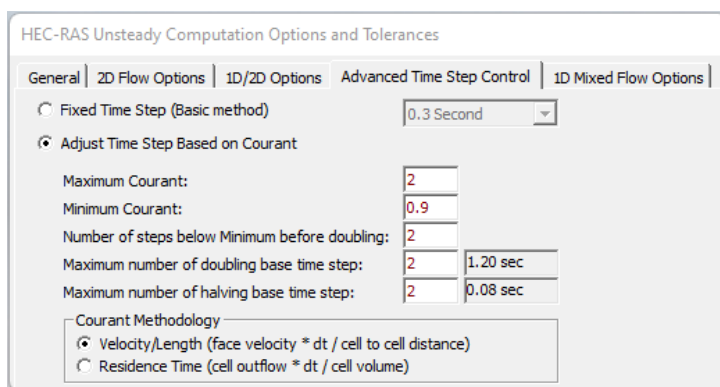 HEC-RAS Unsteady Computation Options and Tolerances
General 2D Flow Options 1D/2D Options Advanced Time Step Control 1D Mixed Flow Options
Fixed Time Step (Basic method) 0.3 Second
Adjust Time Step Based on Courant
Maximum Courant: 2
Minimum Courant: 0.9
Number of steps below Minimum before doubling: 2
Maximum number of doubling base time step: 2 1.20 sec
Maximum number of halving base time step: 2 0.08 sec
Courant Methodology
Velocity/Length (face velocity * dt / cell to cell distance)
Residence Time (cell outflow * dt / cell volume)